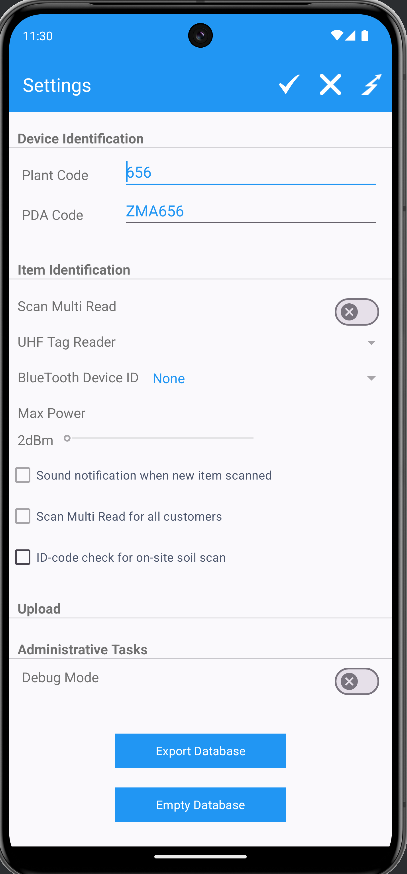 11:30
Settings
Device Identification
Plant Code 656
PDA Code ZMA656
Item Identification
Scan Multi Read
UHF Tag Reader
BlueTooth Device ID None
Max Power
2dBm
Sound notification when new item scanned
Scan Multi Read for all customers
ID-code check for on-site soil scan
Upload
Administrative Tasks
Debug Mode
Export Database
Empty Database